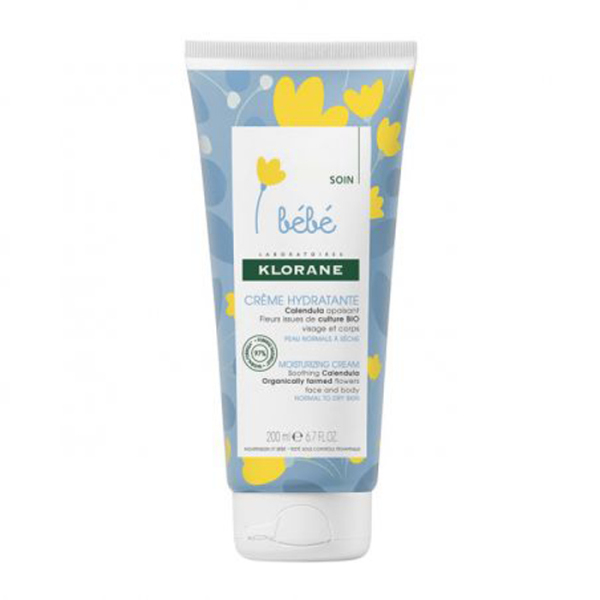 SOIN
bébé
LABORATOIRES
KLORANE
CRÈME HYDRATANTE
Calendula apaisant
Fleurs issues de culture BIO
visage et corps
PEAU NORMALE À SÈCHE
97%
MOISTURIZING CREAM
Soothing Calendula
Organically farmed flowers
face and body
NORMAL TO DRY SKIN
200 ml e 6.7 FL.OZ.